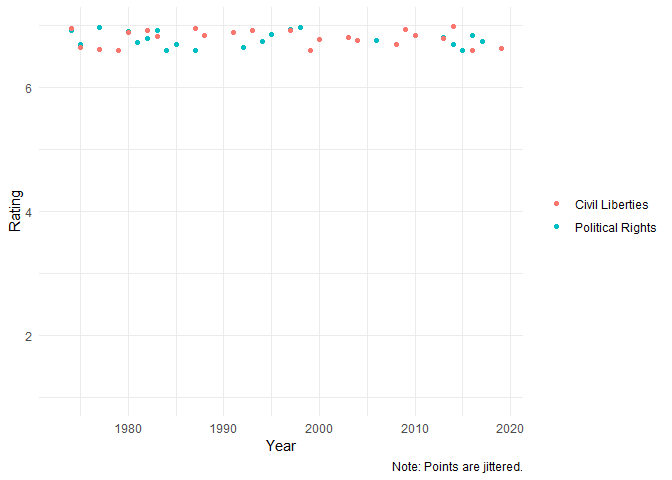 6
4
2
Rating
1980
1990
2000
2010
2020
Year
Civil Liberties
Political Rights
Note: Points are jittered.